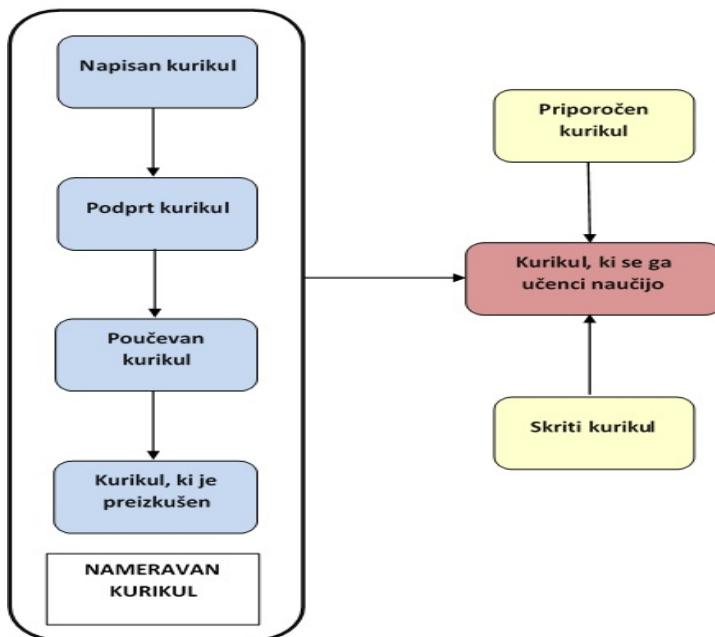 Napisan kurikul
Podprt kurikul
Poučevan
kurikul
Kurikul, ki je
preizkušen
NAMERAVAN
KURIKUL
Priporočen
kurikul
Kurikul, ki se ga
učenci naučijo
Skriti kurikul